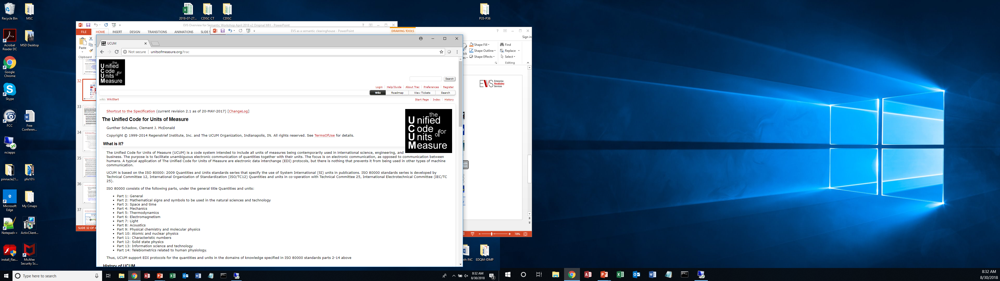 Recycle Bin
MSC
2018-07-27...
CDISC CT
CDISC
P35-P36
Acrobat
Reader DC
MSD Desktop
Google
Chrome
Skype
FCC
Free
Conferen...
nciapps
pinnacle21...
pfe101i
Microsoft
Edge
My Cmaps
Notepad++
ActivClient...
install_flas...
McAfee
Security Sc...
EVS Overview for Semantic Workshop April 2018 v2 Original MH - PowerPoint
FILE HOME INSERT DESIGN TRANSITIONS ANIMATIONS SLIDE S
Paste
Clipboard
32
33
34
35
36
37
SLIDE 32 OF 4
EVS as a semantic clearinghouse - PowerPoint
DRAWING TOOLS
Sign in
Shape Fill
Shape Outline
Shape Effects
Find
Replace
Select
Editing
EVS Enterprise
Vocabulary
Services
78%
UCUM
Not secure | unitsofmeasure.org/trac
the
Unified
Code
Units of for
Measure
Search
Login Help/Guide About Trac Preferences Register
Wiki Roadmap View Tickets Search
wiki: WikiStart
Start Page Index History
Shortcut to the Specification (current revision 2.1 as of 20-MAY-2017) [ChangeLog]
the
Unified
Code
Units of for
Measure
The Unified Code for Units of Measure
Gunther Schadow, Clement J. McDonald
Copyright © 1999-2014 Regenstrief Institute, Inc. and The UCUM Organization, Indianapolis, IN. All rights reserved. See TermsOfUse for details.
What is it?
The Unified Code for Units of Measure (UCUM) is a code system intended to include all units of measures being contemporarily used in international science, engineering, and
business. The purpose is to facilitate unambiguous electronic communication of quantities together with their units. The focus is on electronic communication, as opposed to communication between
humans. A typical application of The Unified Code for Units of Measure are electronic data interchange (EDI) protocols, but there is nothing that prevents it from being used in other types of machine
communication.
UCUM is based on the ISO 80000: 2009 Quantities and Units standards series that specify the use of System International (SI) units in publications. ISO 80000 standards series is developed by
Technical Committee 12, International Organization of Standardization (ISO/TC12) Quantities and units in co-operation with Technical Committee 25, International Electrotechnical Committee (IEC/TC
25).
ISO 80000 consists of the following parts, under the general title Quantities and units:
• Part 1: General
• Part 2: Mathematical signs and symbols to be used in the natural sciences and technology
• Part 3: Space and time
• Part 4: Mechanics
• Part 5: Thermodynamics
• Part 6: Electromagnetism
• Part 7: Light
• Part 8: Acoustics
• Part 9: Physical chemistry and molecular physics
• Part 10: Atomic and nuclear physics
• Part 11: Characteristic numbers
• Part 12: Solid state physics
• Part 13: Information science and technology
• Part 14: Telebiometrics related to human physiology.
Thus, UCUM support EDI protocols for the quantities and units in the domains of knowledge specified in ISO 80000 standards parts 2-14 above
History of UCUM
ath INC
EDQM-IDMP
Type here to search
8:32 AM
8/30/2018
2
8:32 AM
8/30/2018